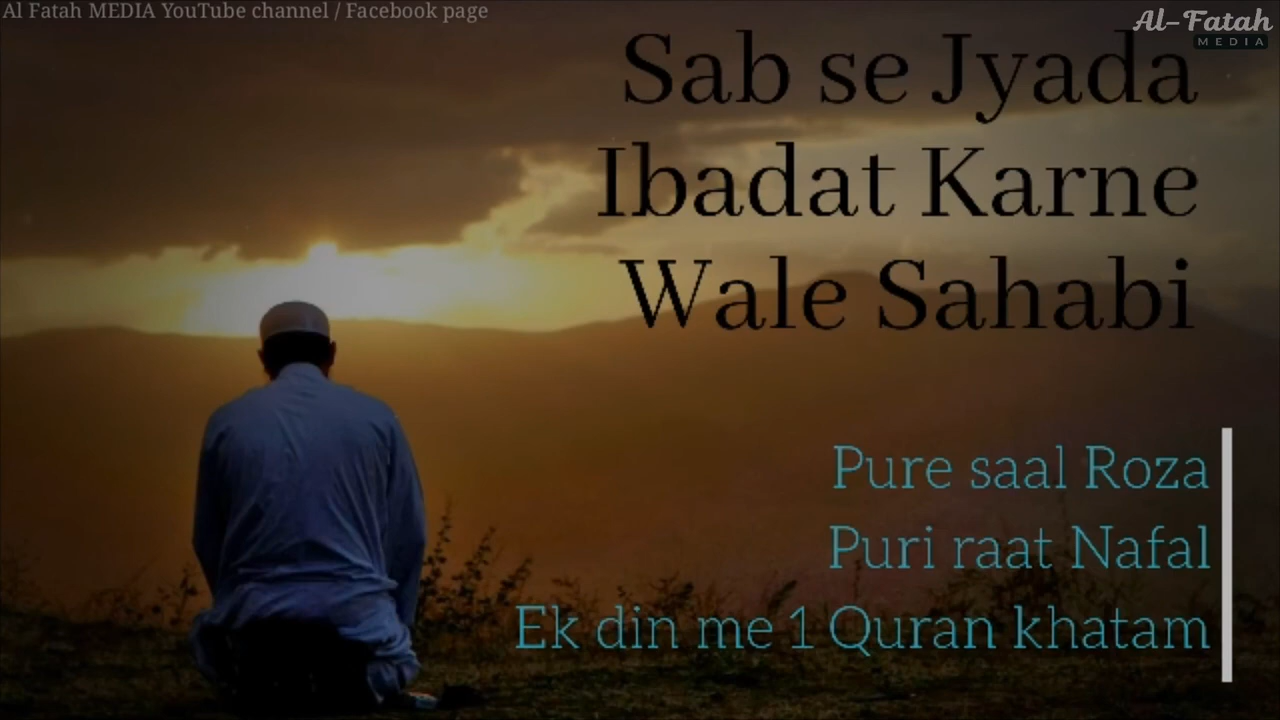 Al Fatah MEDIA YouTube channel / Facebook page
Al-Fatah
MEDIA
Sab se Jyada
Ibadat Karne
Wale Sahabi
Pure saal Roza
Puri raat Nafal
Ek din me 1 Quran khatam